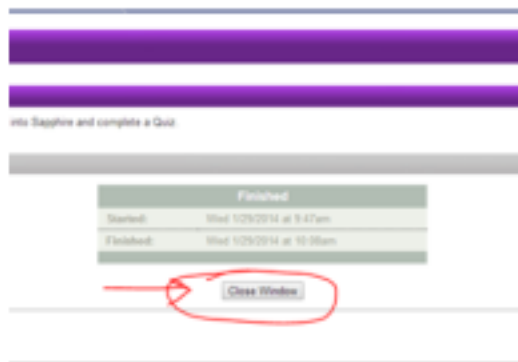 into Sapphire and complete a Quiz.
Finished
Started: Wed 1/29/2014 at 9:47am
Finished: Wed 1/29/2014 at 10:08am
Close Window